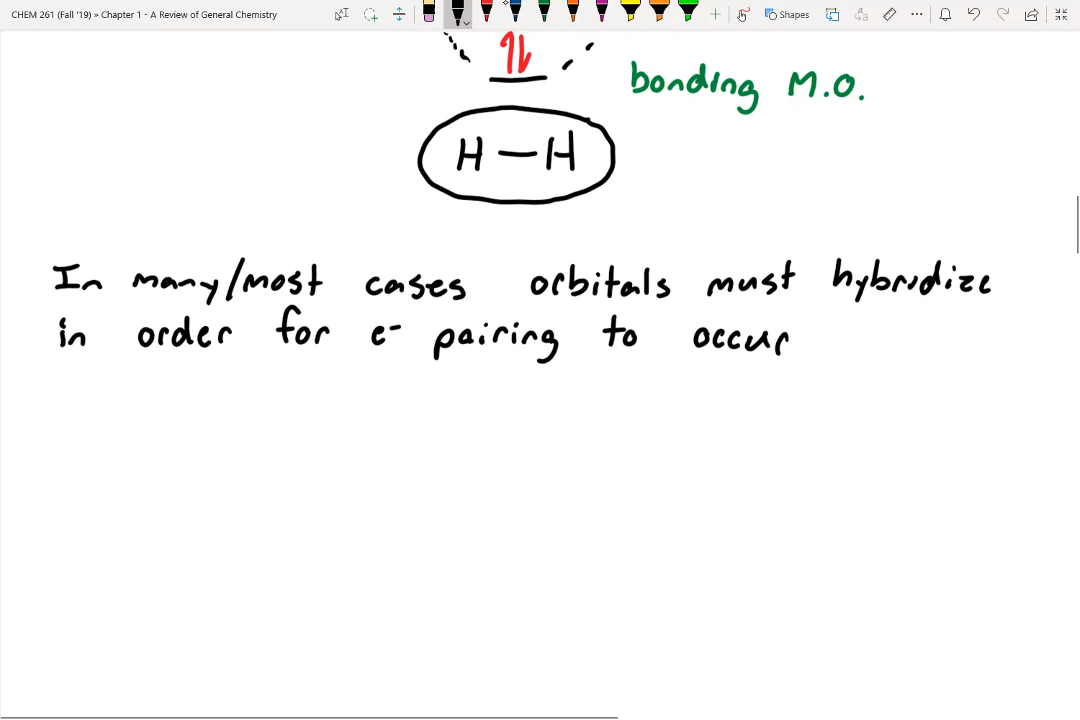 CHEM 261 (Fall '19) » Chapter 1 - A Review of General Chemistry
Shapes
bonding M.O.
H-H
In many/most cases orbitals must hybridize
in order for e- pairing to occur